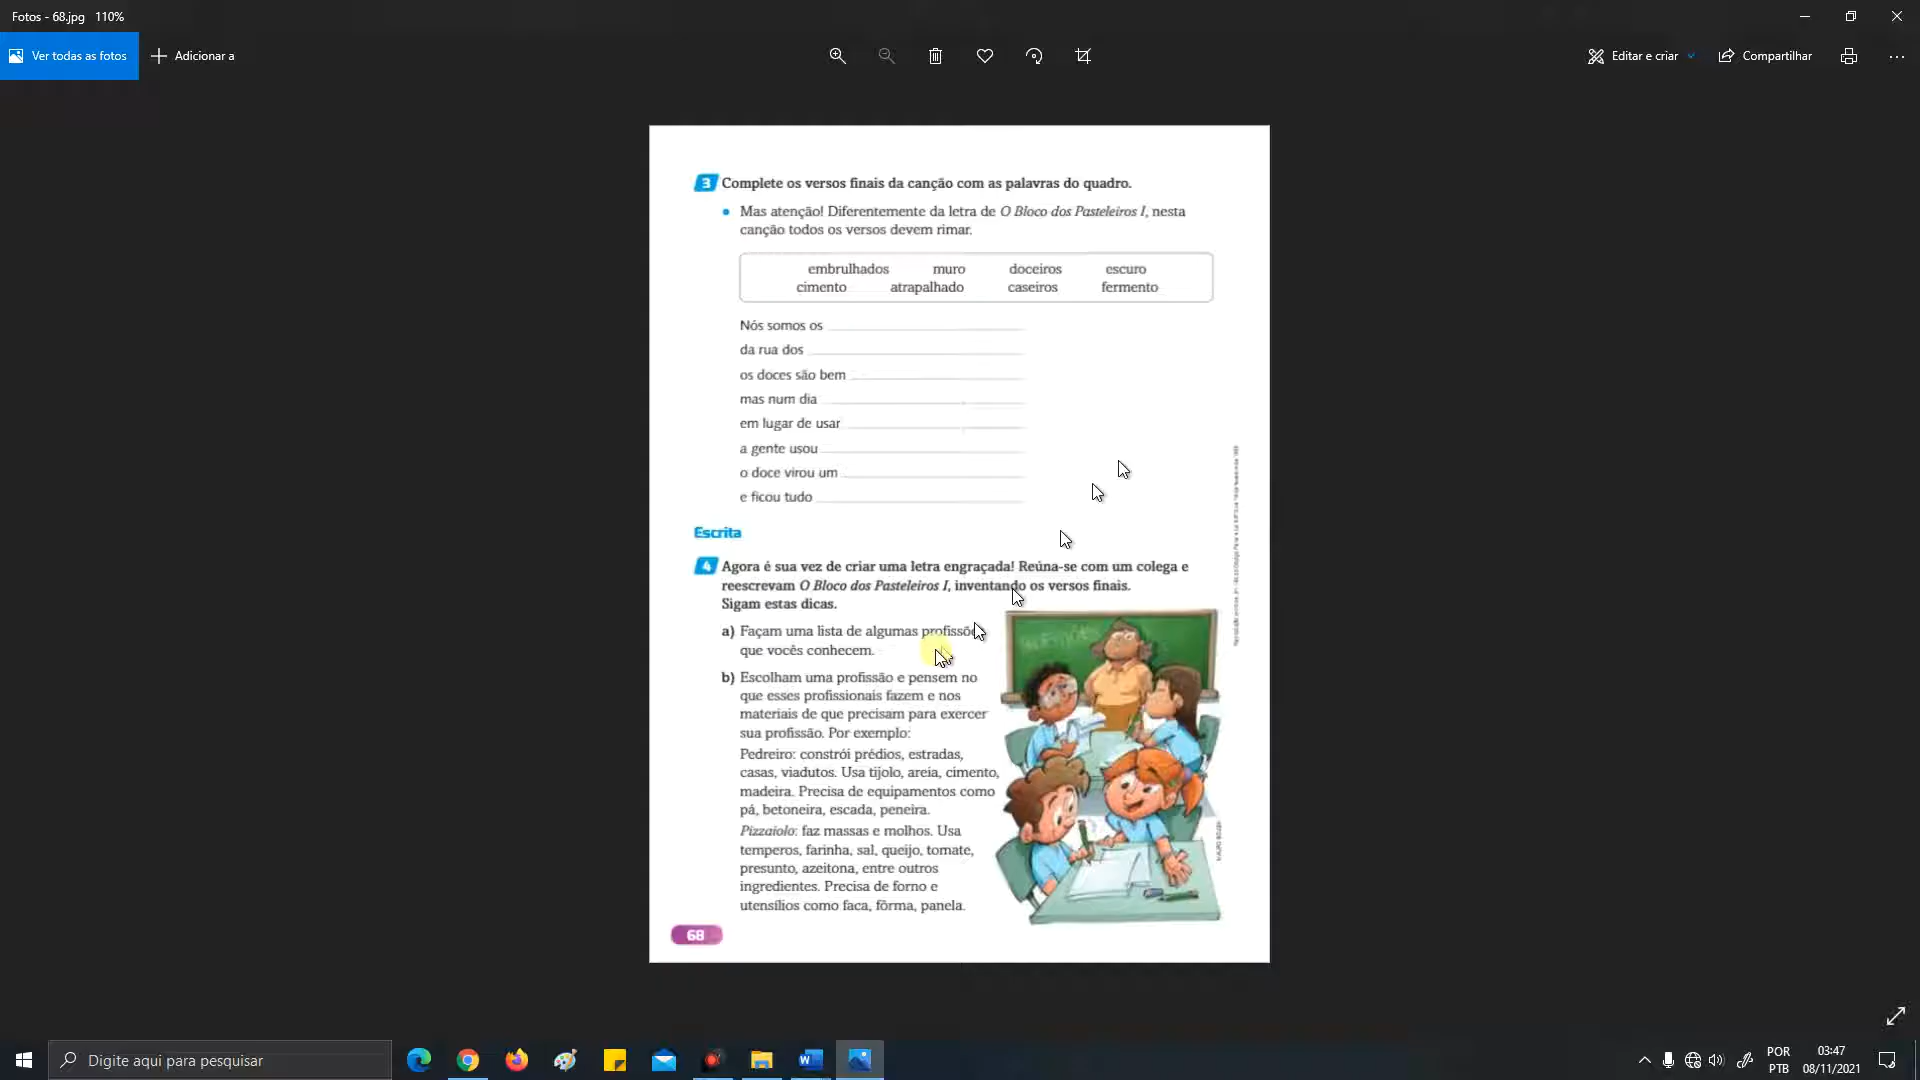 Fotos - 68.jpg 110%
Ver todas as fotos
Adicionar a
Editar e criar
Compartilhar
3 Complete os versos finais da canção com as palavras do quadro.
• Mas atenção! Diferentemente da letra de O Bloco dos Pasteleiros I, nesta
canção todos os versos devem rimar.
embrulhados muro doceiros escuro
cimento atrapalhado caseiros fermento
Nós somos os
da rua dos
os doces são bem
mas num dia
em lugar de usar
a gente usou
o doce virou um
e ficou tudo
Escrita
4 Agora é sua vez de criar uma letra engraçada! Reúna-se com um colega e
reescrevam O Bloco dos Pasteleiros I, inventando os versos finais.
Sigam estas dicas.
a) Façam uma lista de algumas
que vocês conhecem.
b) Escolham uma profissão e pensem no
que esses profissionais fazem e nos
materiais de que precisam para exercer
sua profissão. Por exemplo:
Pedreiro: constrói prédios, estradas,
casas, viadutos. Usa tijolo, areia, cimento,
madeira. Precisa de equipamentos como
pá, betoneira, escada, peneira.
Pizzaiolo: faz massas e molhos. Usa
temperos, farinha, sal, queijo, tomate,
presunto, azeitona, entre outros
ingredientes. Precisa de forno e
utensílios como faca, fôrma, panela.
68
Digite aqui para pesquisar
POR
PTB
03:47
08/11/2021